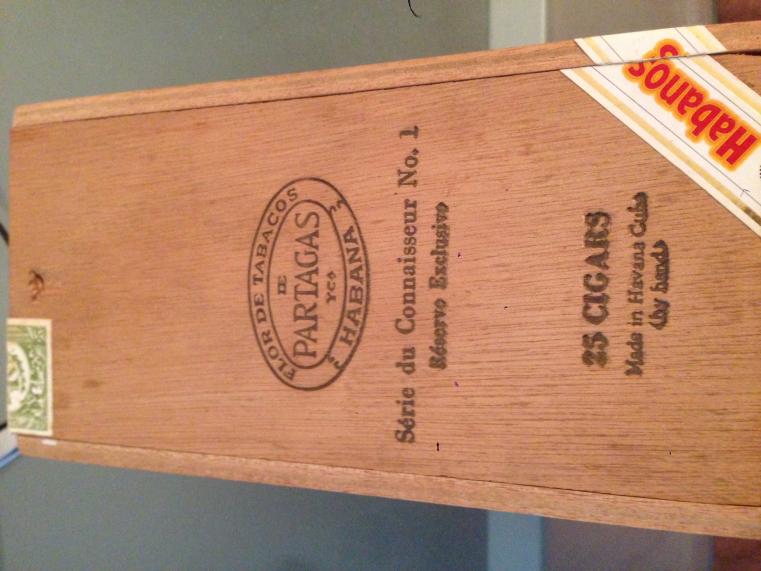 Habanos
FLOR DE TABACOS
DE
PARTAGAS
Y Cª
HABANA
Série du Connaisseur No. 1
Réserve Exclusive
25 CIGARS
Made in Havana Cuba
(by hand)